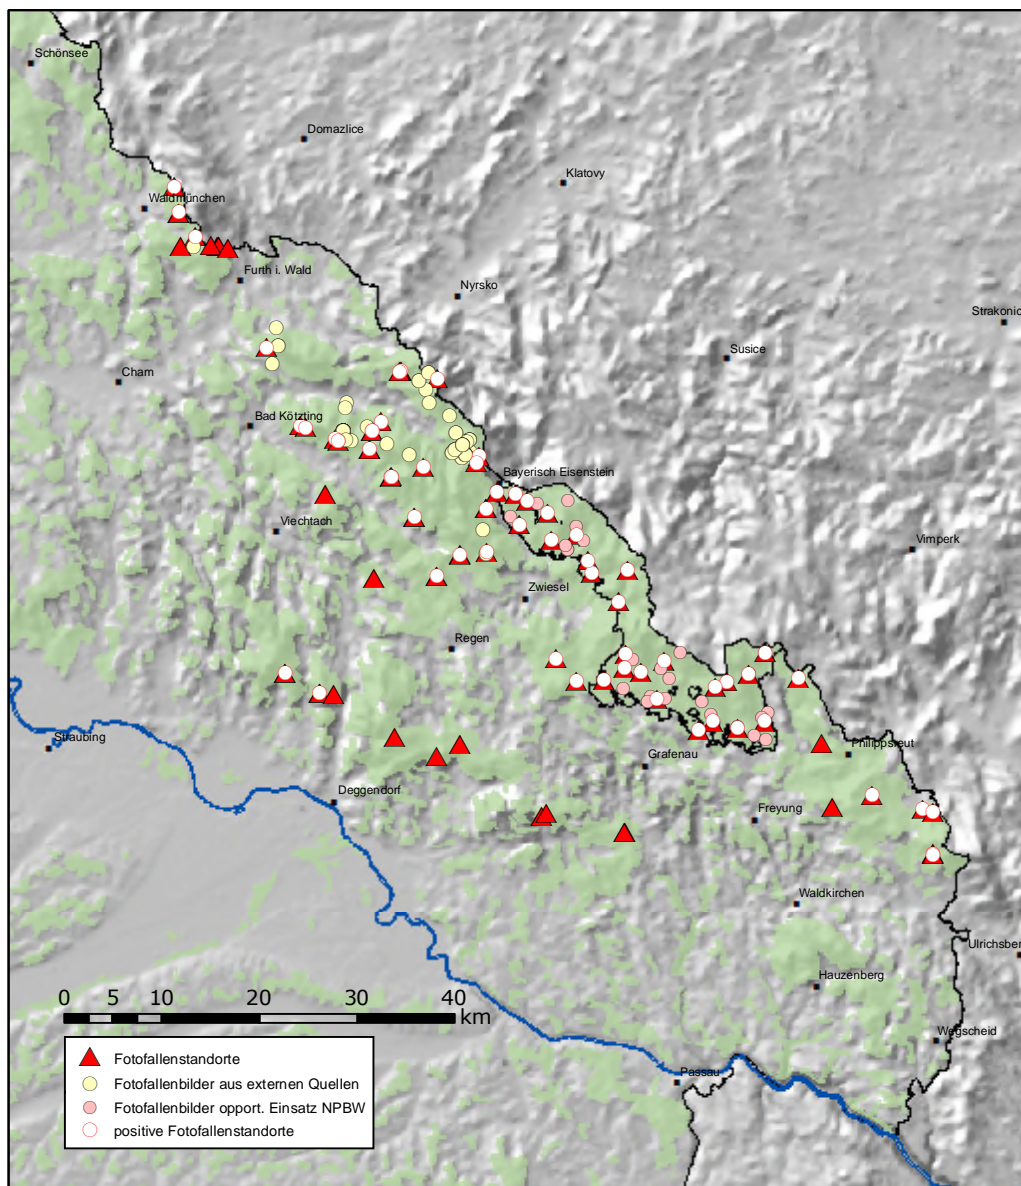 Schönsee
Domazlice
Klatovy
Waldmünchen
Furth i. Wald
Nyrsko
Strakonic
Susice
Cham
Bad Kötzting
Bayerisch Eisenstein
Viechtach
Vimperk
Zwiesel
Regen
Straubing
Grafenau
Philippsreut
Deggendorf
Freyung
Waldkirchen
Ulrichsber
Hauzenberg
0 5 10 20 30 40
km
Wegscheid
Passau
Fotofallenstandorte
Fotofallenbilder aus externen Quellen
Fotofallenbilder opport. Einsatz NPBW
positive Fotofallenstandorte